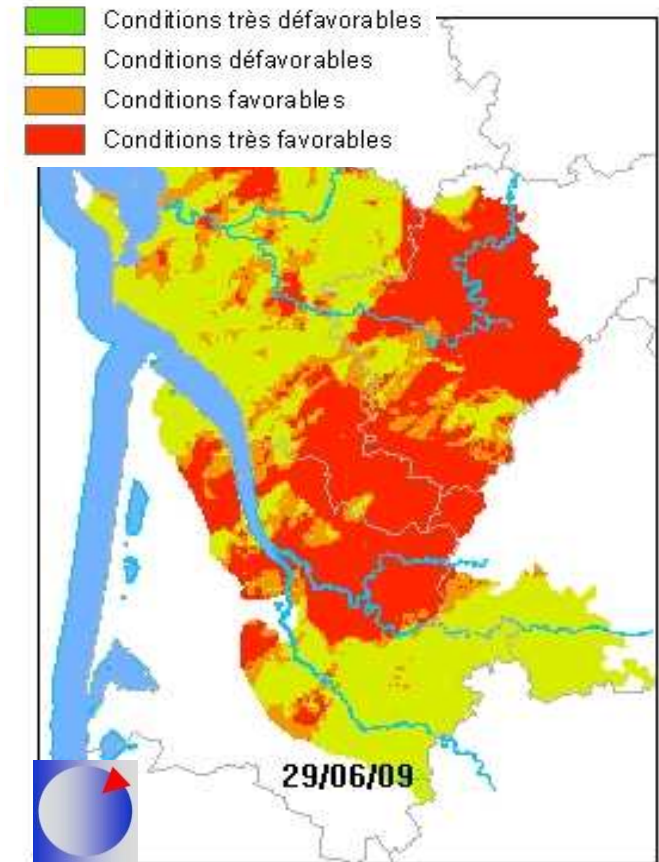 Conditions très défavorables
Conditions défavorables
Conditions favorables
Conditions très favorables
29/06/09